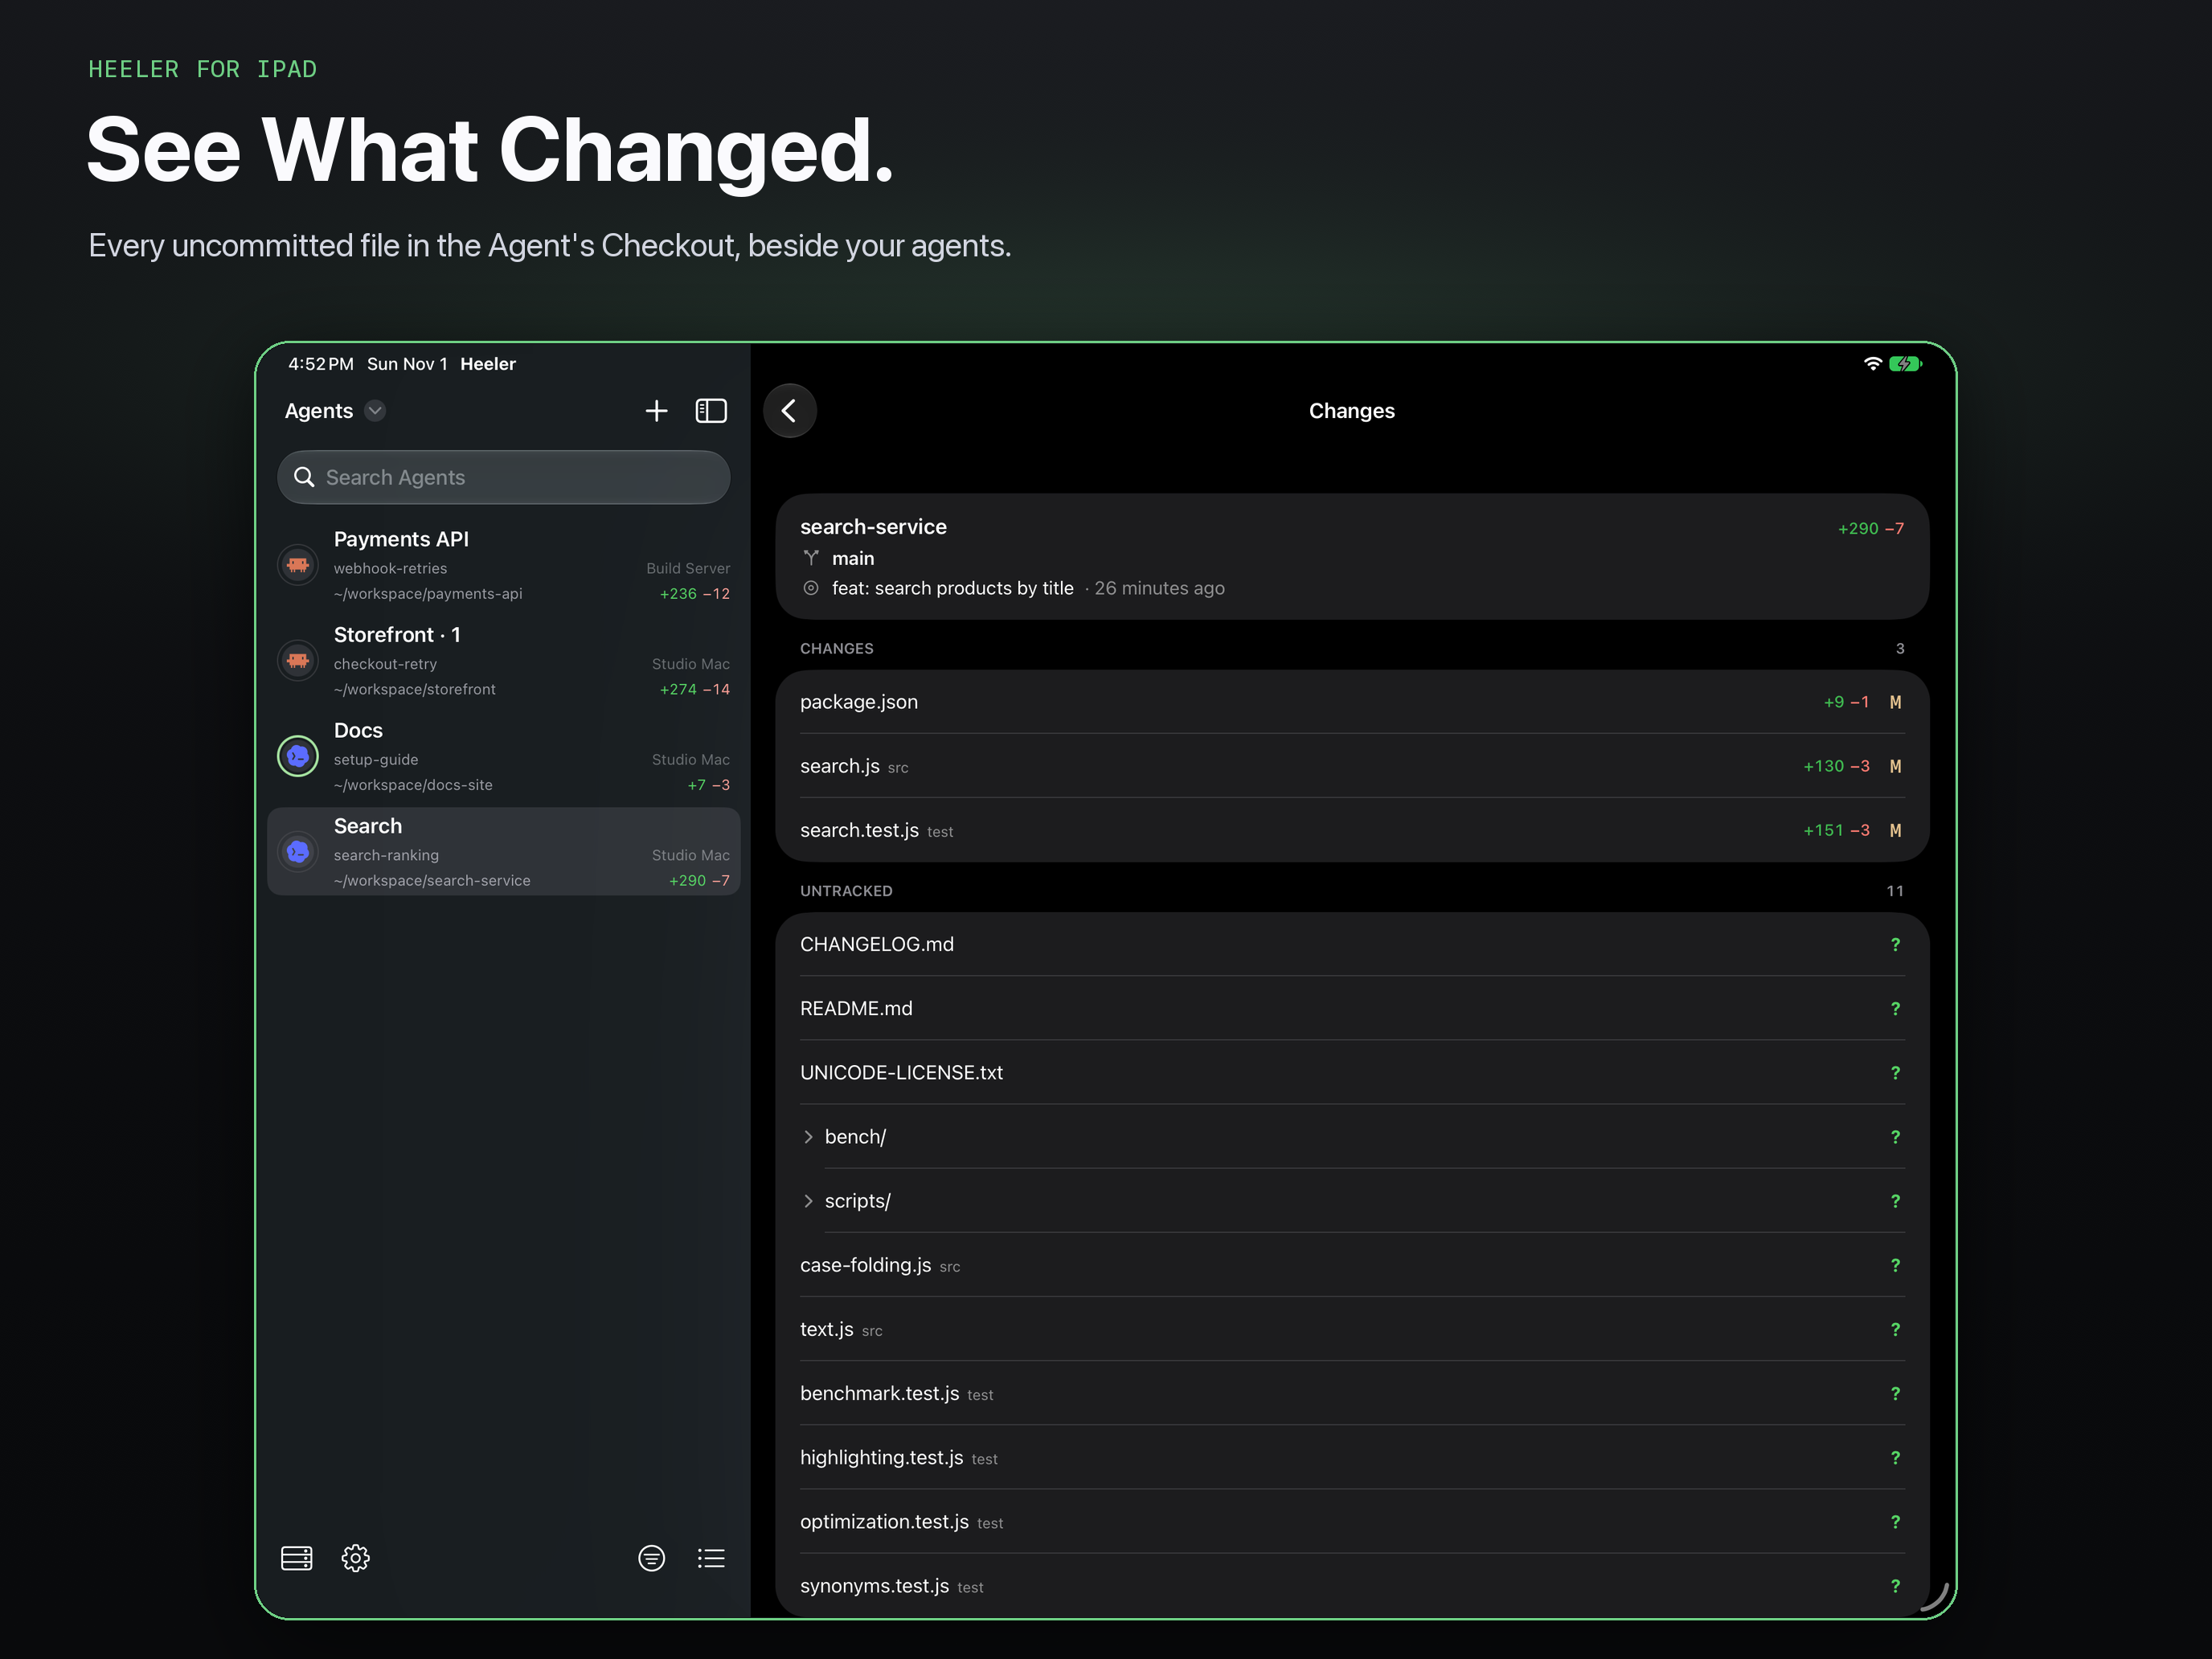 HEELER FOR IPAD
See What Changed.
Every uncommitted file in the Agent's Checkout, beside your agents.
4:52 PM Sun Nov 1 Heeler
Agents
Search Agents
Payments API
webhook-retries Build Server
~/workspace/payments-api +236 −12
Storefront · 1
checkout-retry Studio Mac
~/workspace/storefront +274 −14
Docs
setup-guide Studio Mac
~/workspace/docs-site +7 −3
Search
search-ranking Studio Mac
~/workspace/search-service +290 −7
Changes
search-service +290 −7
main
feat: search products by title · 26 minutes ago
CHANGES 3
package.json +9 −1 M
search.js src +130 −3 M
search.test.js test +151 −3 M
UNTRACKED 11
CHANGELOG.md ?
README.md ?
UNICODE-LICENSE.txt ?
bench/ ?
scripts/ ?
case-folding.js src ?
text.js src ?
benchmark.test.js test ?
highlighting.test.js test ?
optimization.test.js test ?
synonyms.test.js test ?